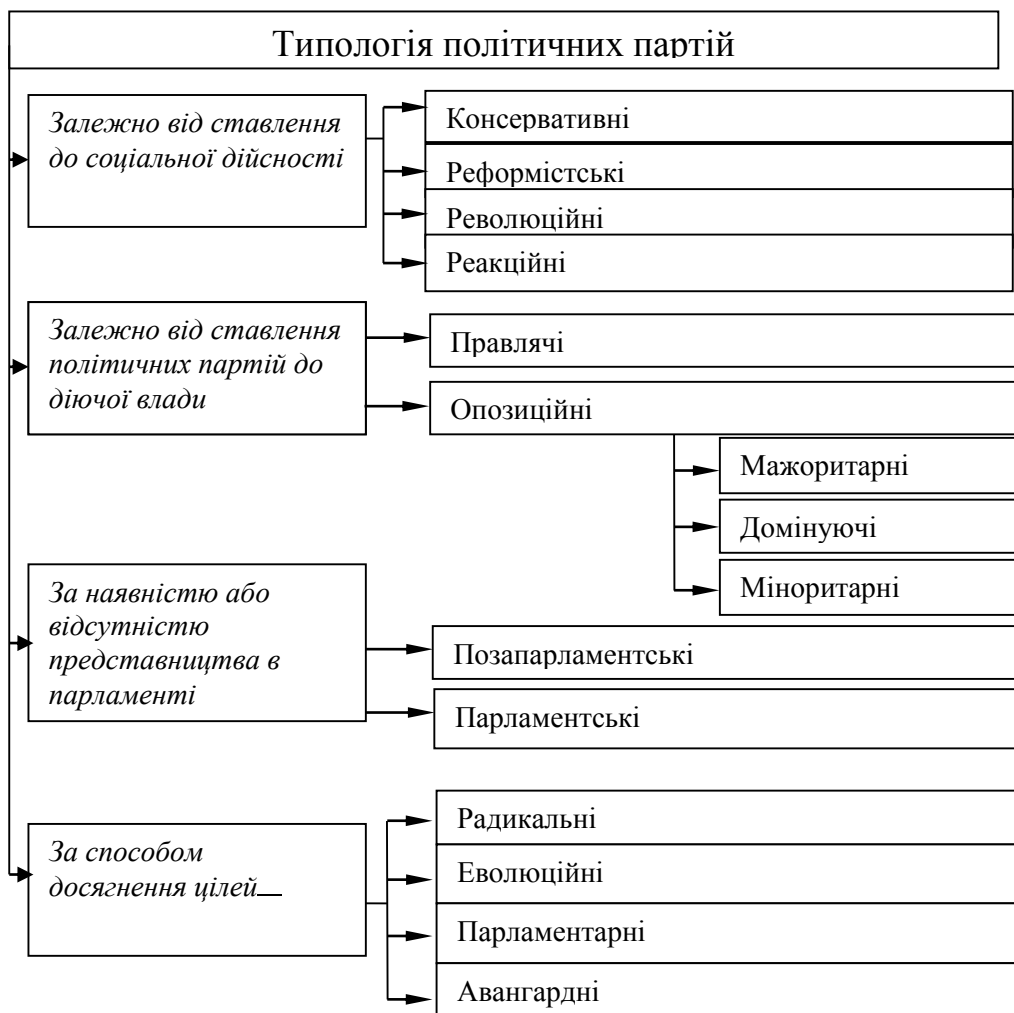 Типологія політичних партій
Залежно від ставлення
до соціальної дійсності
Консервативні
Реформістські
Революційні
Реакційні
Залежно від ставлення
політичних партій до
діючої влади
Правлячі
Опозиційні
Мажоритарні
Домінуючі
Міноритарні
За наявністю або
відсутністю
представництва в
парламенті
Позапарламентські
Парламентські
За способом
досягнення цілей
Радикальні
Еволюційні
Парламентарні
Авангардні